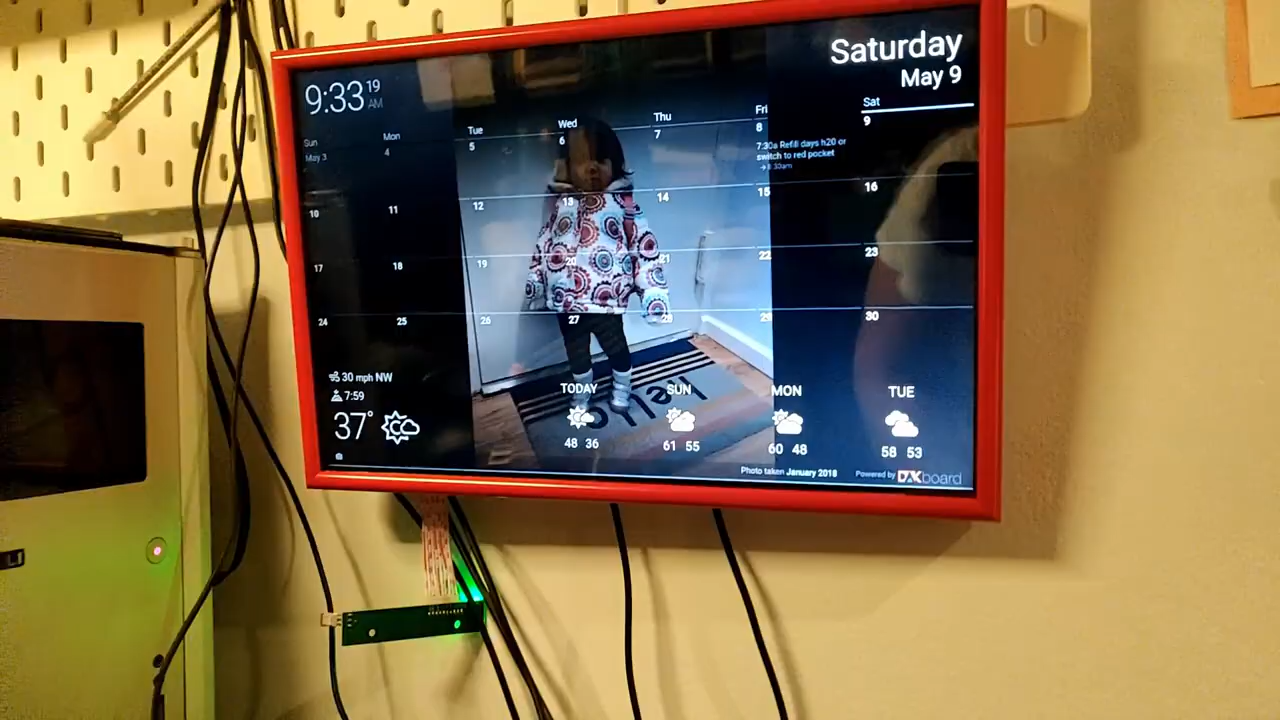 Saturday
May 9
9:33 19
AM
Sun
Mon
Tue
Wed
Thu
Fri
Sat
May 3
4
5
6
7
8
9
7:30a Refill days h20 or
switch to red pocket
10
11
12
13
14
15
16
17
18
19
20
21
22
23
24
25
26
27
28
29
30
30 mph NW
7:59
37°
TODAY
SUN
MON
TUE
48 36
61 55
60 48
58 53
hello
Photo taken January 2018
Powered by DAKboard